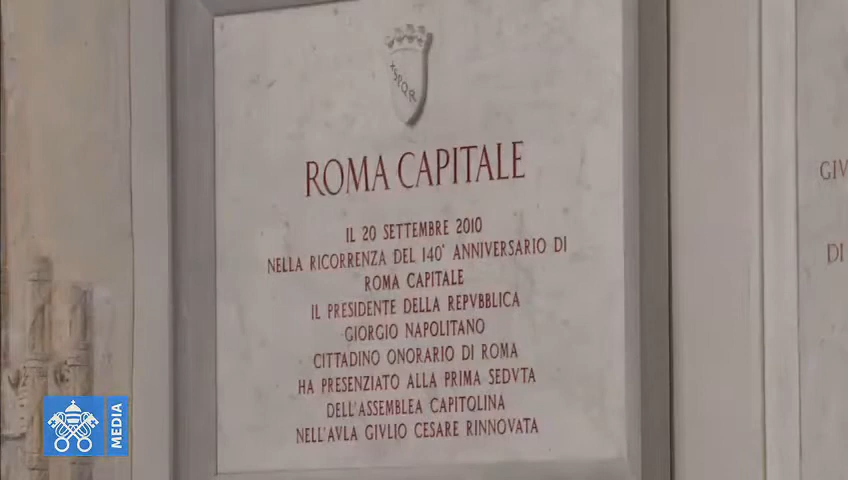 SPQR
ROMA CAPITALE
IL 20 SETTEMBRE 2010
NELLA RICORRENZA DEL 140° ANNIVERSARIO DI
ROMA CAPITALE
IL PRESIDENTE DELLA REPVBBLICA
GIORGIO NAPOLITANO
CITTADINO ONORARIO DI ROMA
HA PRESENZIATO ALLA PRIMA SEDVTA
DELL'ASSEMBLEA CAPITOLINA
NELL'AVLA GIVLIO CESARE RINNOVATA
DI
MEDIA